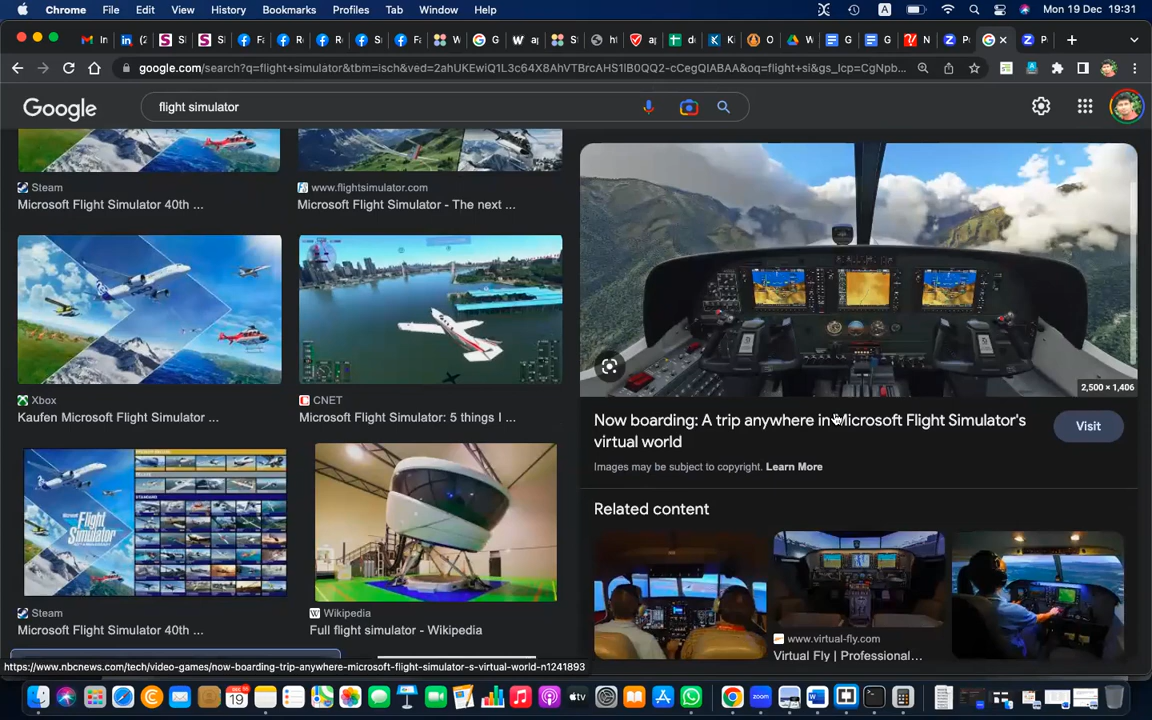 Chrome File Edit View History Bookmarks Profiles Tab Window Help
A
Mon 19 Dec 19:31
google.com/search?q=flight+simulator&tbm=isch&ved=2ahUKEwiQ1L3c64X8AhVTBrcAHS1IB0QQ2-cCegQIABAA&oq=flight+si&gs_lcp=CgNpb...
Google
flight simulator
Steam
Microsoft Flight Simulator 40th ...
www.flightsimulator.com
Microsoft Flight Simulator - The next ...
Xbox
Kaufen Microsoft Flight Simulator ...
CNET
Microsoft Flight Simulator: 5 things I ...
Flight
Simulator
Steam
Microsoft Flight Simulator 40th ...
Wikipedia
Full flight simulator - Wikipedia
2,500 × 1,406
Now boarding: A trip anywhere in Microsoft Flight Simulator's
virtual world
Visit
Images may be subject to copyright. Learn More
Related content
www.virtual-fly.com
Virtual Fly | Professional...
https://www.nbcnews.com/tech/video-games/now-boarding-trip-anywhere-microsoft-flight-simulator-s-virtual-world-n1241893
zoom
tv